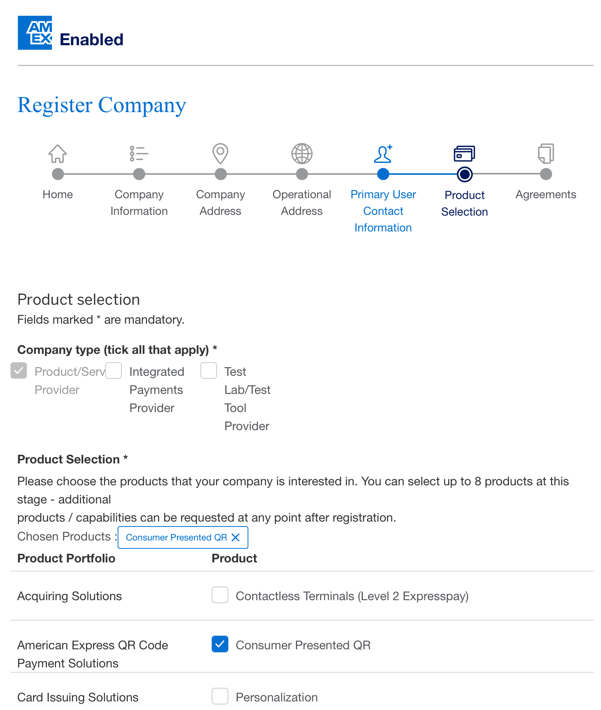 AM
EX
Enabled
Register Company
Home
Company
Information
Company
Address
Operational
Address
Primary User
Contact
Information
Product
Selection
Agreements
Product selection
Fields marked * are mandatory.
Company type (tick all that apply) *
Product/Serv
Provider
Integrated
Payments
Provider
Test
Lab/Test
Tool
Provider
Product Selection *
Please choose the products that your company is interested in. You can select up to 8 products at this
stage - additional
products / capabilities can be requested at any point after registration.
Chosen Products : Consumer Presented QR
Product Portfolio Product
Acquiring Solutions Contactless Terminals (Level 2 Expresspay)
American Express QR Code Consumer Presented QR
Payment Solutions
Card Issuing Solutions Personalization